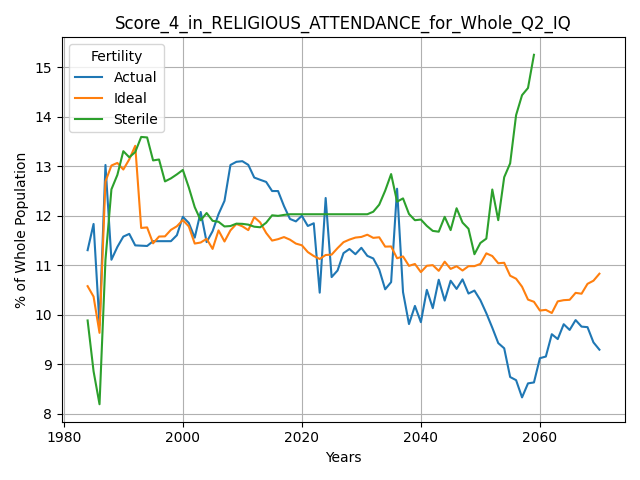 Score_4_in_RELIGIOUS_ATTENDANCE_for_Whole_Q2_IQ
Fertility
Actual
Ideal
Sterile
% of Whole Population
15
14
13
12
11
10
9
8
1980
2000
2020
2040
2060
Years